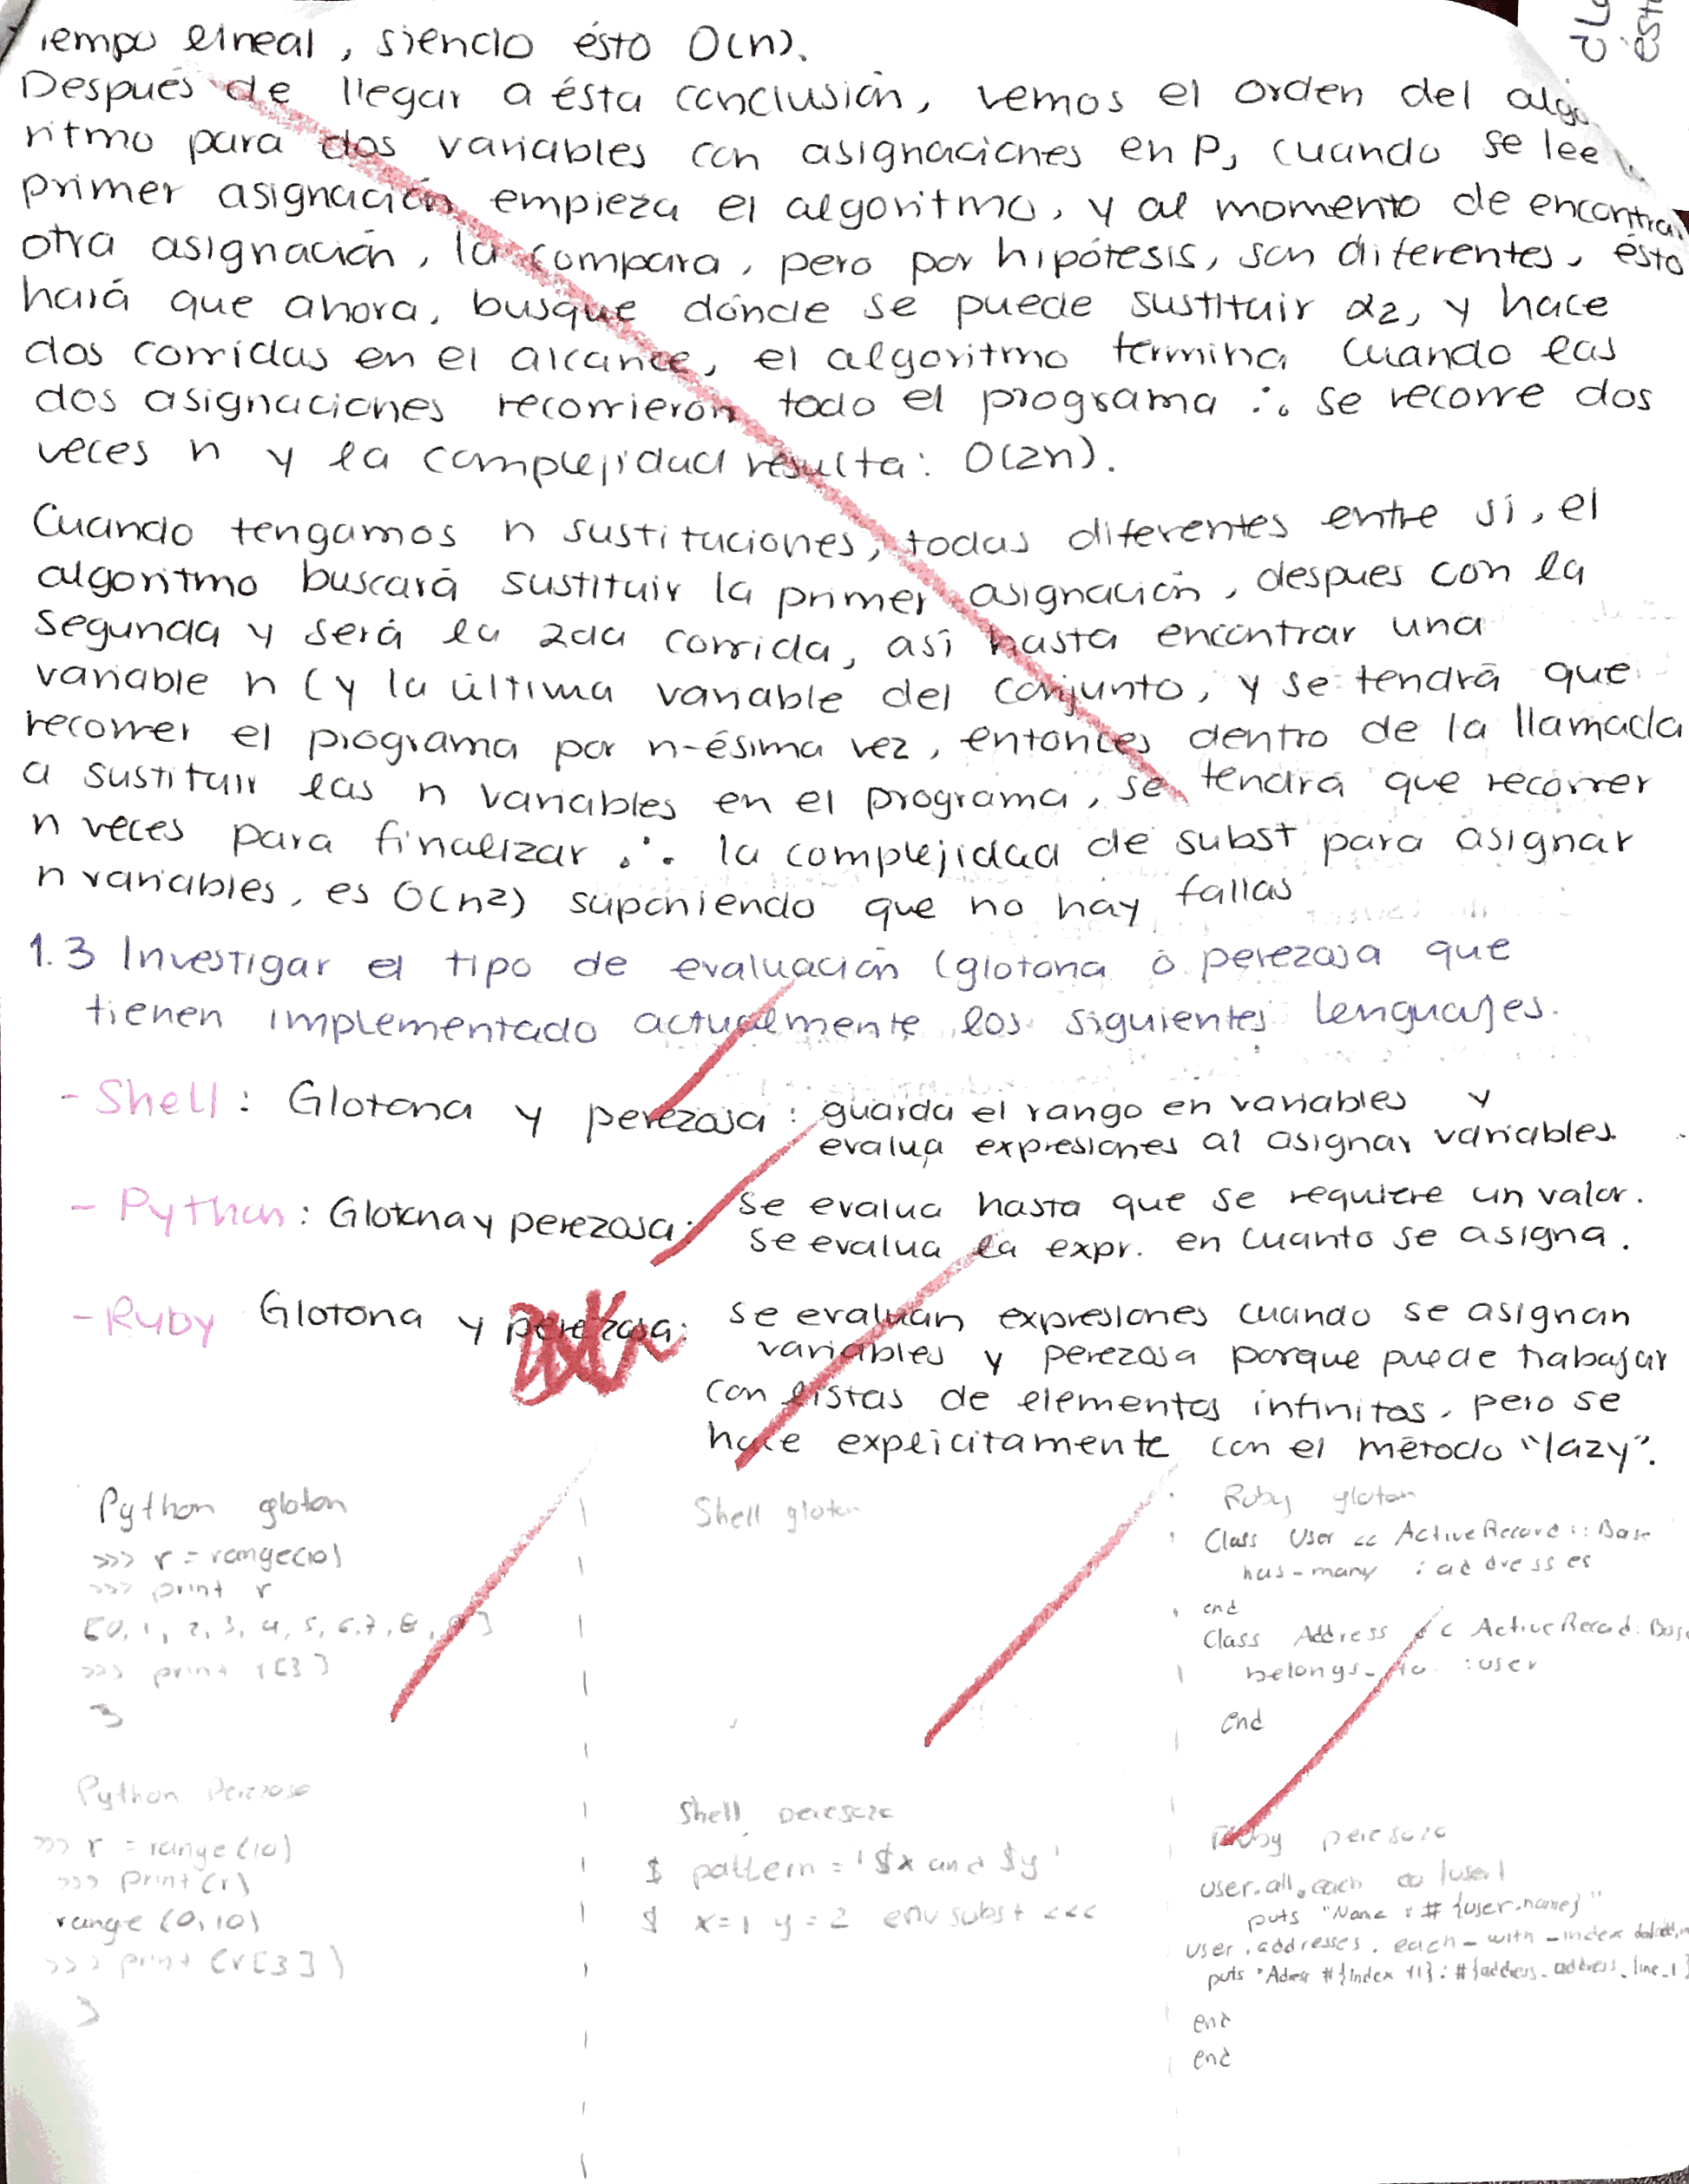 iempo lineal, siendo ésto O(n).
Después de llegar a ésta conclusión, vemos el orden del algo
ritmo para dos variables con asignaciones en P, cuando se lee
primer asignación empieza el algoritmo, y al momento de encontrar
otra asignación, la compara, pero por hipótesis, son diferentes, ésto
hará que ahora, busque dónde se puede sustituir α2, y hace
dos corridas en el alcance, el algoritmo termina cuando las
dos asignaciones recorrieron todo el programa ∴ se recorre dos
veces n y la complejidad resulta: O(2n).
Cuando tengamos n sustituciones, todas diferentes entre sí, el
algoritmo buscará sustituir la primer asignación, despues con la
segunda y será la 2da corrida, así hasta encontrar una
variable n (y la última variable del conjunto, y se tendrá que
recorrer el programa por n-ésima vez, entonces dentro de la llamada
a sustituir las n variables en el programa, se tendrá que recorrer
n veces para finalizar ∴ la complejidad de subst para asignar
n variables, es O(n²) suponiendo que no hay fallas
1.3 Investigar el tipo de evaluación (glotona o perezosa que
tienen implementado actualmente los siguientes lenguajes.
- Shell: Glotona y perezosa: guarda el rango en variables y
evalua expresiones al asignar variables.
- Python: Glotona y perezosa: Se evalua hasta que se requiere un valor.
Se evalua la expr. en cuanto se asigna.
- Ruby Glotona y perezosa: se evaluan expresiones cuando se asignan
variables y perezosa porque puede trabajar
con listas de elementos infinitos, pero se
hace explícitamente con el método "lazy".
Python gloton
>>> r = range(10)
>>> print r
[0, 1, 2, 3, 4, 5, 6, 7, 8, 9]
>>> print r[3]
3
Shell gloton
Ruby gloton
Class User << ActiveRecord::Base
has-many :addresses
end
Class Address << ActiveRecord::Base
belongs-to :user
end
Python Perezoso
>>> r = range(10)
>>> print(r)
range (0,10)
>>> print (r[3])
3
Shell perezozo
$ pattern = '$x and $y'
$ x=1 y=2 envsubst <<<
Ruby perezozo
user.all.each do |user|
puts "Name : #{user.name}"
user.addresses.each-with-index
puts "Adress #{index +1}: #{address.address_line_1}
end
end